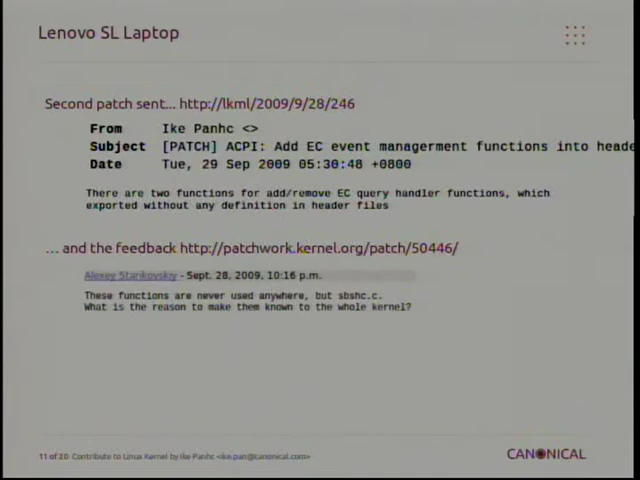 Lenovo SL Laptop
Second patch sent... http://lkml/2009/9/28/246
From Ike Panhc <>
Subject [PATCH] ACPI: Add EC event managerment functions into heade
Date Tue, 29 Sep 2009 05:30:48 +0800
There are two functions for add/remove EC query handler functions, which
exported without any definition in header files
... and the feedback http://patchwork.kernel.org/patch/50446/
Alexey Starikovskiy - Sept. 28, 2009, 10:16 p.m.
These functions are never used anywhere, but sbshc.c.
What is the reason to make them known to the whole kernel?
11 of 20 Contribute to Linux Kernel by Ike Panhc <ike.pan@canonical.com>
CANONICAL